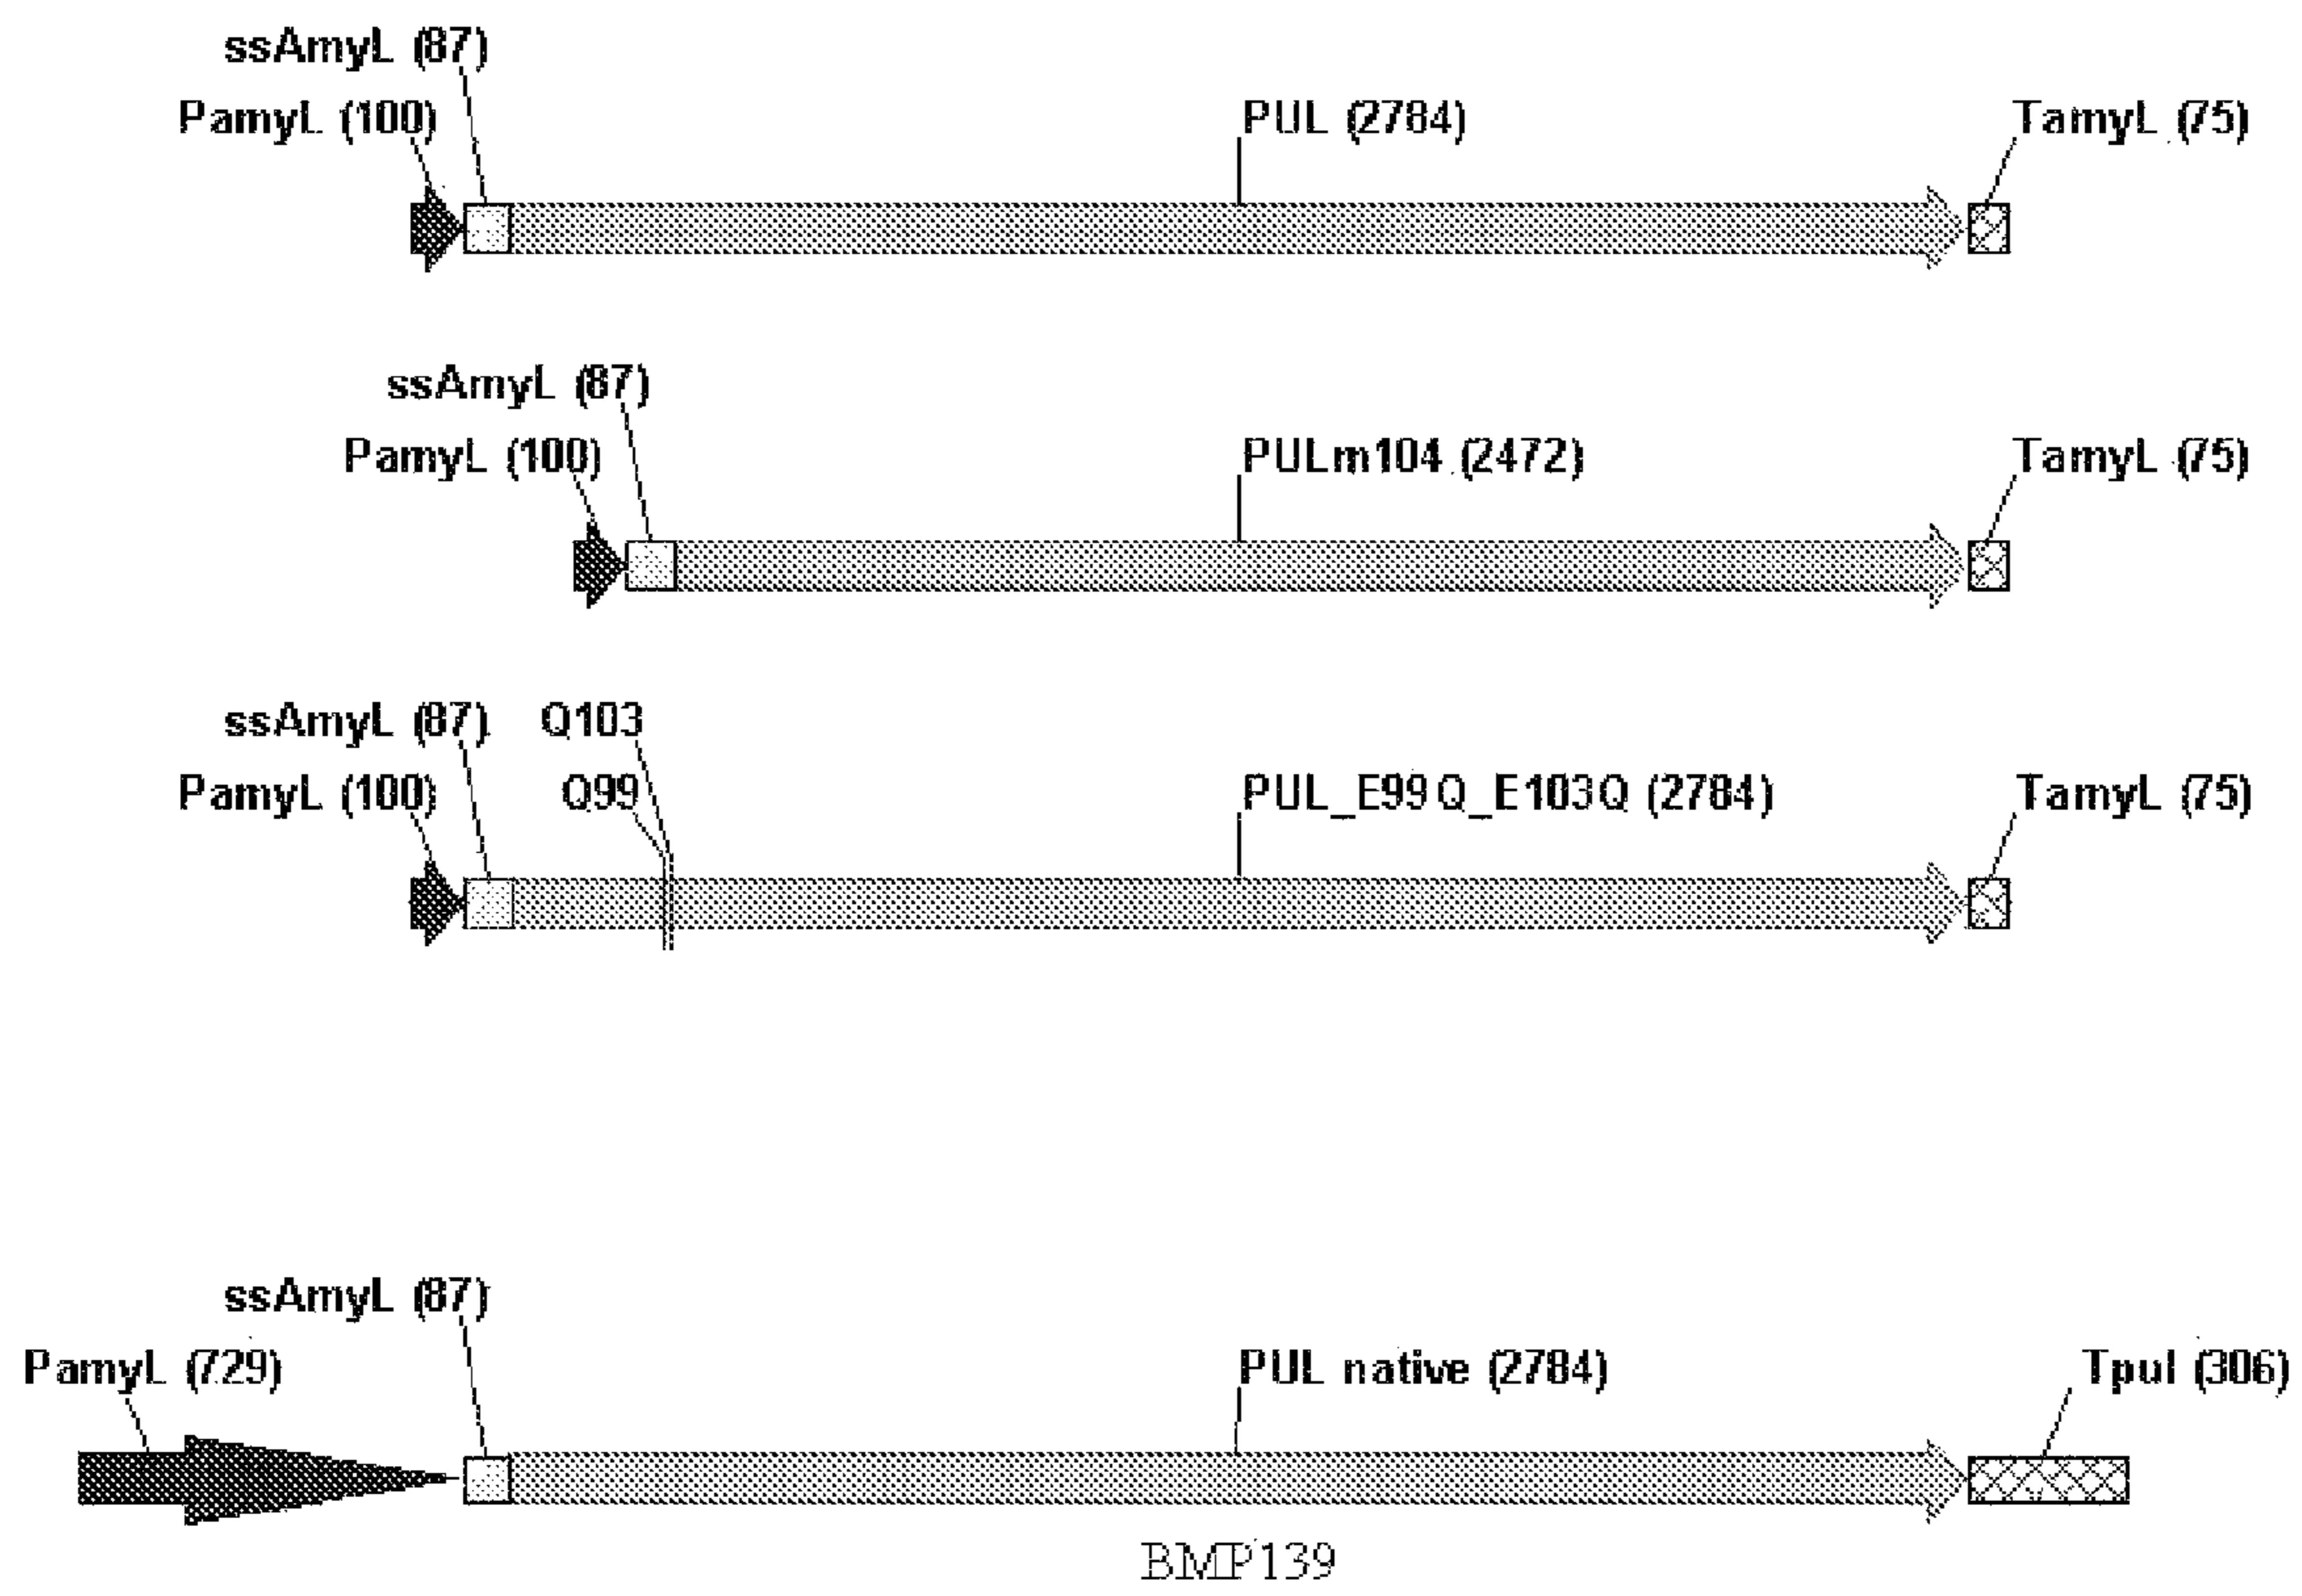 ssAmyL (87)
PamyL (100)
PUL (2784)
TamyL (75)
ssAmyL (87)
PamyL (100)
PULm104 (2472)
TamyL (75)
ssAmyL (87)
Q103
PamyL (100)
Q99
PUL_E99Q_E103Q (2784)
TamyL (75)
ssAmyL (87)
PamyL (729)
PUL native (2784)
Tpul (306)
BMP139